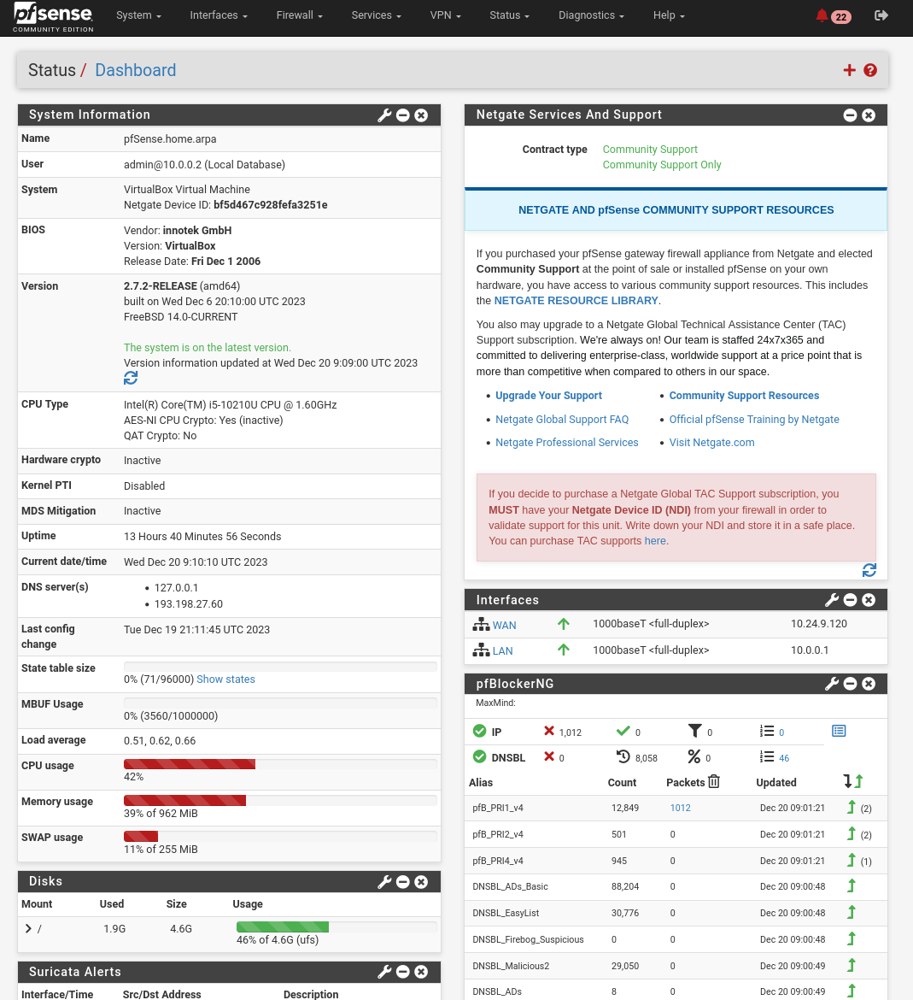 pfsense
COMMUNITY EDITION
System Interfaces Firewall Services VPN Status Diagnostics Help 22
Status / Dashboard
System Information
Name pfSense.home.arpa
User admin@10.0.0.2 (Local Database)
System VirtualBox Virtual Machine
Netgate Device ID: bf5d467c928fefa3251e
BIOS Vendor: innotek GmbH
Version: VirtualBox
Release Date: Fri Dec 1 2006
Version 2.7.2-RELEASE (amd64)
built on Wed Dec 6 20:10:00 UTC 2023
FreeBSD 14.0-CURRENT
The system is on the latest version.
Version information updated at Wed Dec 20 9:09:00 UTC 2023
CPU Type Intel(R) Core(TM) i5-10210U CPU @ 1.60GHz
AES-NI CPU Crypto: Yes (inactive)
QAT Crypto: No
Hardware crypto Inactive
Kernel PTI Disabled
MDS Mitigation Inactive
Uptime 13 Hours 40 Minutes 56 Seconds
Current date/time Wed Dec 20 9:10:10 UTC 2023
DNS server(s) • 127.0.0.1
• 193.198.27.60
Last config Tue Dec 19 21:11:45 UTC 2023
change
State table size
0% (71/96000) Show states
MBUF Usage
0% (3560/1000000)
Load average 0.51, 0.62, 0.66
CPU usage
42%
Memory usage
39% of 962 MiB
SWAP usage
11% of 255 MiB
Disks
Mount Used Size Usage
/ 1.9G 4.6G
46% of 4.6G (ufs)
Suricata Alerts
Interface/Time Src/Dst Address Description
Netgate Services And Support
Contract type Community Support
Community Support Only
NETGATE AND pfSense COMMUNITY SUPPORT RESOURCES
If you purchased your pfSense gateway firewall appliance from Netgate and elected
Community Support at the point of sale or installed pfSense on your own
hardware, you have access to various community support resources. This includes
the NETGATE RESOURCE LIBRARY.
You also may upgrade to a Netgate Global Technical Assistance Center (TAC)
Support subscription. We're always on! Our team is staffed 24x7x365 and
committed to delivering enterprise-class, worldwide support at a price point that is
more than competitive when compared to others in our space.
• Upgrade Your Support • Community Support Resources
• Netgate Global Support FAQ • Official pfSense Training by Netgate
• Netgate Professional Services • Visit Netgate.com
If you decide to purchase a Netgate Global TAC Support subscription, you
MUST have your Netgate Device ID (NDI) from your firewall in order to
validate support for this unit. Write down your NDI and store it in a safe place.
You can purchase TAC supports here.
Interfaces
WAN 1000baseT <full-duplex> 10.24.9.120
LAN 1000baseT <full-duplex> 10.0.0.1
pfBlockerNG
MaxMind:
IP 1,012 0 0 0
DNSBL 0 8,058 0 46
Alias Count Packets Updated
pfB_PRI1_v4 12,849 1012 Dec 20 09:01:21 (2)
pfB_PRI2_v4 501 0 Dec 20 09:01:21 (2)
pfB_PRI4_v4 945 0 Dec 20 09:01:21 (1)
DNSBL_ADs_Basic 88,204 0 Dec 20 09:00:48
DNSBL_EasyList 30,776 0 Dec 20 09:00:48
DNSBL_Firebog_Suspicious 0 0 Dec 20 09:00:48
DNSBL_Malicious2 29,050 0 Dec 20 09:00:49
DNSBL_ADs 8 0 Dec 20 09:00:49